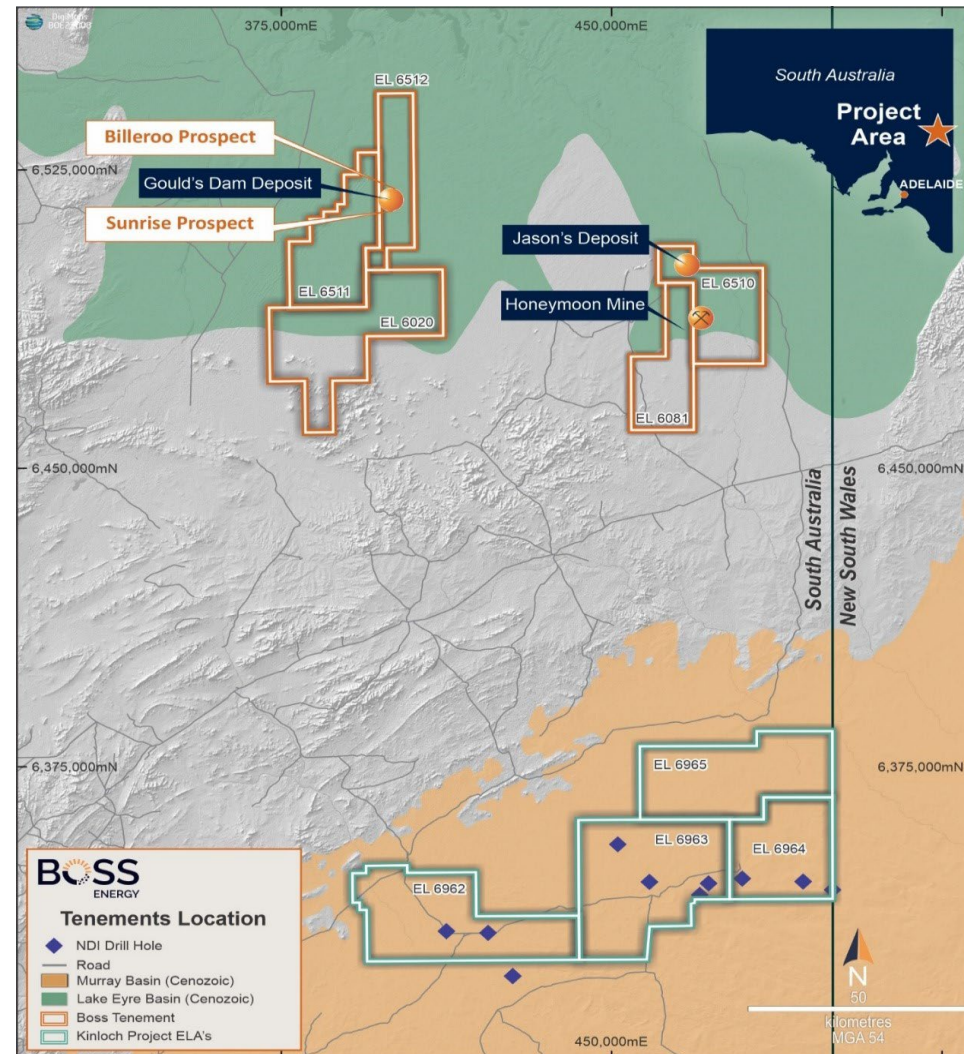 375,000mE
450,000mE
South Australia
Project
Area
ADELAIDE
EL 6512
Billeroo Prospect
6,525,000mN
Gould's Dam Deposit
Sunrise Prospect
Jason's Deposit
EL 6510
EL 6511
Honeymoon Mine
EL 6020
EL 6081
6,450,000mN
6,450,000mN
South Australia
New South Wales
6,375,000mN
6,375,000mN
EL 6965
EL 6963
EL 6964
EL 6962
BOSS
ENERGY
Tenements Location
NDI Drill Hole
Road
Murray Basin (Cenozoic)
Lake Eyre Basin (Cenozoic)
Boss Tenement
Kinloch Project ELA's
N
50
kilometres
MGA 54
450,000mE